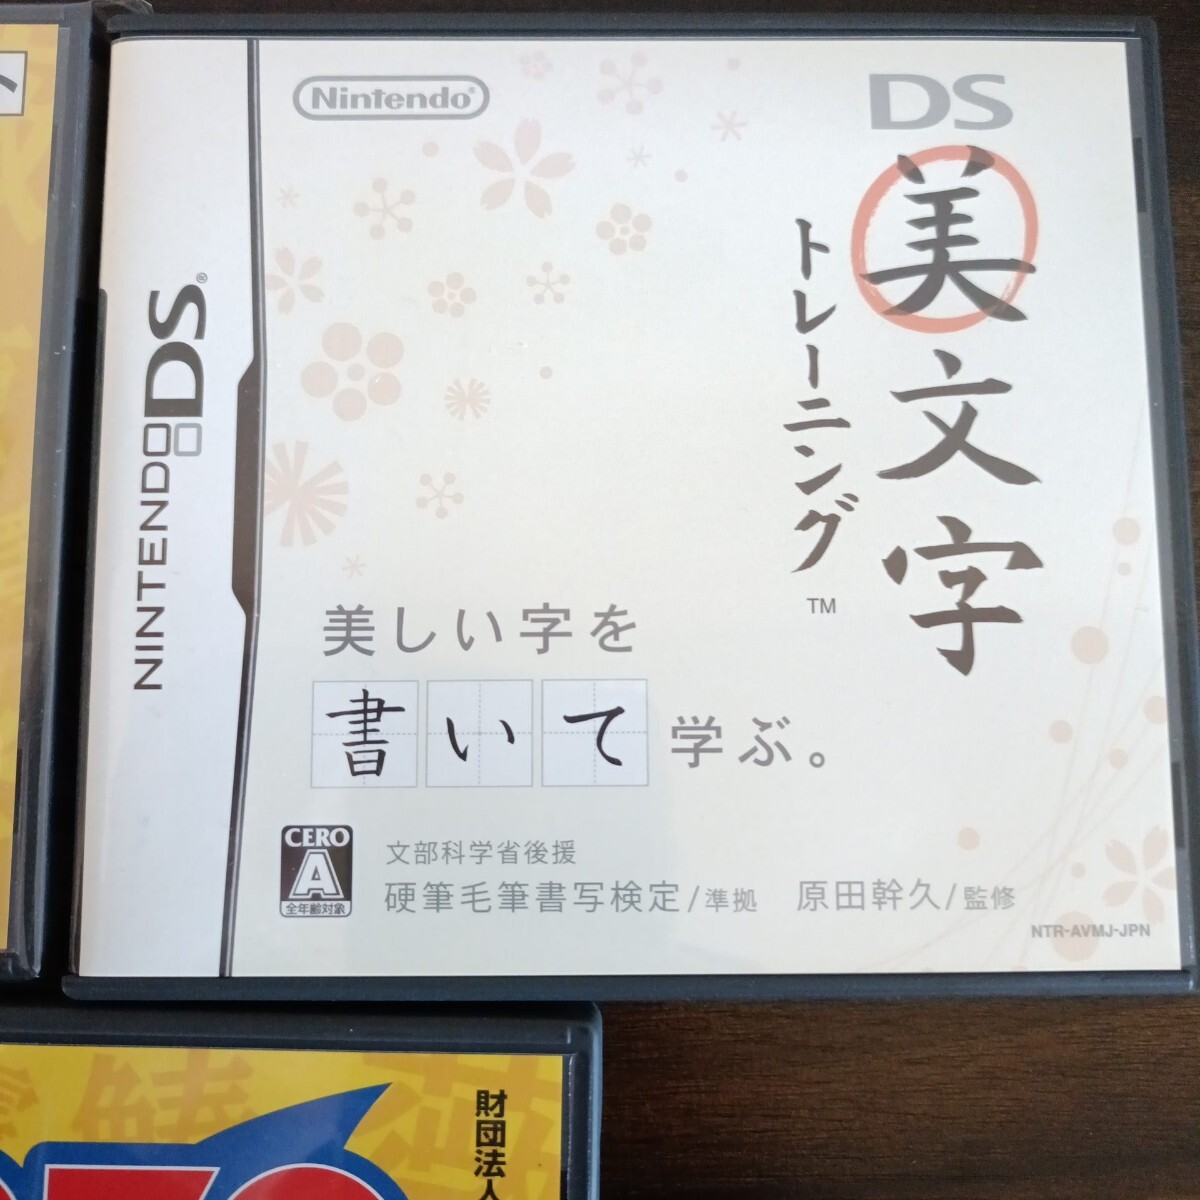 NINTENDO DS®
Nintendo®
DS
美文字
トレーニング™
美しい字を
書いて学ぶ。
CERO
A
全年齢対象
文部科学省後援
硬筆毛筆書写検定/準拠 原田幹久/監修
NTR-AVMJ-JPN
財団法人